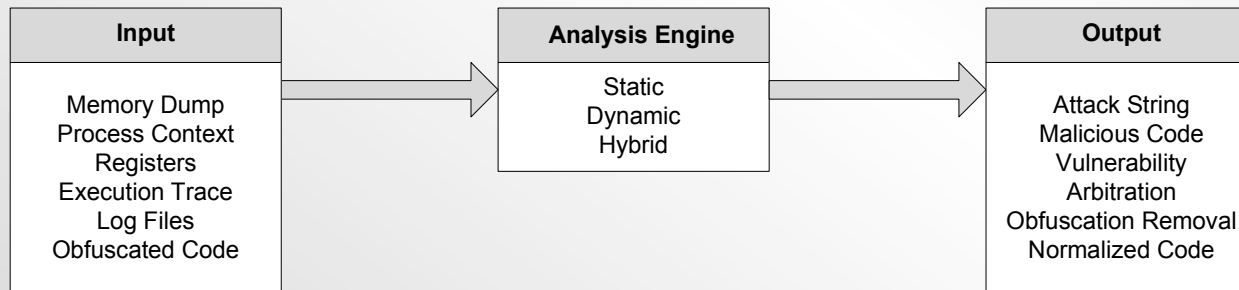 Input
Memory Dump
Process Context
Registers
Execution Trace
Log Files
Obfuscated Code
Analysis Engine
Static
Dynamic
Hybrid
Output
Attack String
Malicious Code
Vulnerability
Arbitration
Obfuscation Removal
Normalized Code